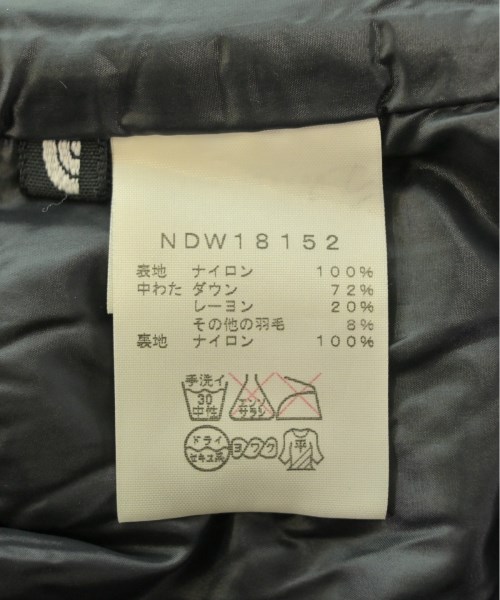 NDW18152
表地 ナイロン 100%
中わた ダウン 72%
レーヨン 20%
その他の羽毛 8%
裏地 ナイロン 100%
手洗イ
30
中性
エンソ
サラシ
ドライ
セキユ系
ヨワク
平